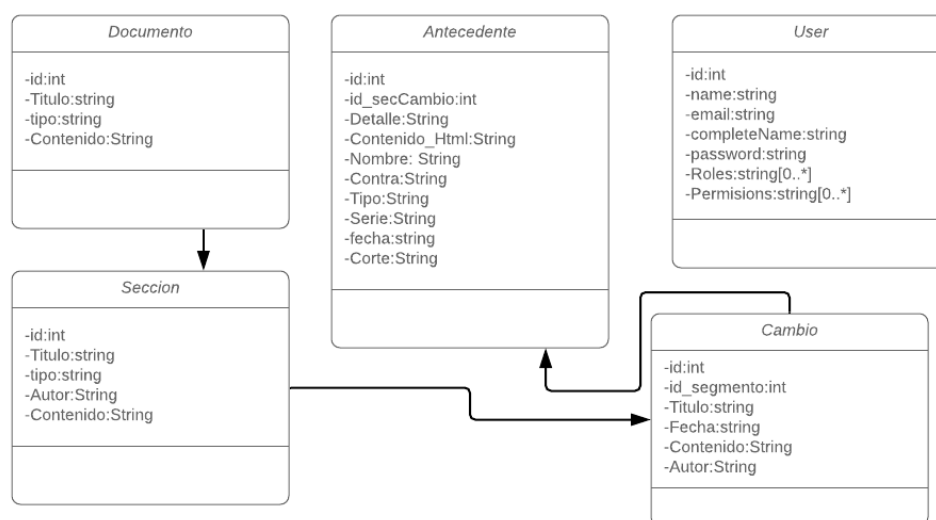 Documento
-id:int
-Titulo:string
-tipo:string
-Contenido:String
Antecedente
-id:int
-id_secCambio:int
-Detalle:String
-Contenido_Html:String
-Nombre: String
-Contra:String
-Tipo:String
-Serie:String
-fecha:string
-Corte:String
User
-id:int
-name:string
-email:string
-completeName:string
-password:string
-Roles:string[0..*]
-Permisions:string[0..*]
Seccion
-id:int
-Titulo:string
-tipo:string
-Autor:String
-Contenido:String
Cambio
-id:int
-id_segmento:int
-Titulo:string
-Fecha:string
-Contenido:String
-Autor:String